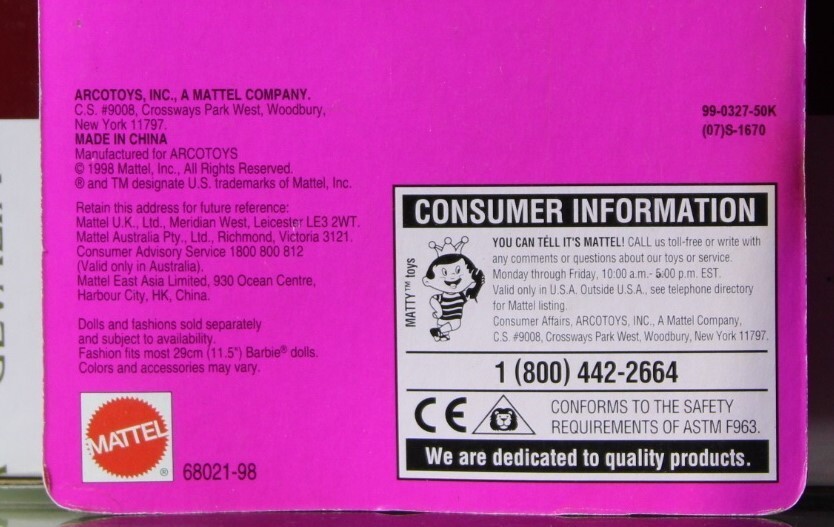 ARCOTOYS, INC., A MATTEL COMPANY.
C.S. #9008, Crossways Park West, Woodbury,
New York 11797.
MADE IN CHINA
Manufactured for ARCOTOYS
© 1998 Mattel, Inc., All Rights Reserved.
® and TM designate U.S. trademarks of Mattel, Inc.
Retain this address for future reference:
Mattel U.K., Ltd., Meridian West, Leicester LE3 2WT.
Mattel Australia Pty., Ltd., Richmond, Victoria 3121.
Consumer Advisory Service 1800 800 812
(Valid only in Australia).
Mattel East Asia Limited, 930 Ocean Centre,
Harbour City, HK, China.
Dolls and fashions sold separately
and subject to availability.
Fashion fits most 29cm (11.5") Barbie® dolls.
Colors and accessories may vary.
MATTEL
®
68021-98
99-0327-50K
(07)S-1670
CONSUMER INFORMATION
MATTY™ toys
YOU CAN TELL IT'S MATTEL! CALL us toll-free or write with
any comments or questions about our toys or service.
Monday through Friday, 10:00 a.m.- 5:00 p.m. EST.
Valid only in U.S.A. Outside U.S.A., see telephone directory
for Mattel listing.
Consumer Affairs, ARCOTOYS, INC., A Mattel Company,
C.S. #9008, Crossways Park West, Woodbury, New York 11797.
1 (800) 442-2664
CE
CONFORMS TO THE SAFETY
REQUIREMENTS OF ASTM F963.
We are dedicated to quality products.